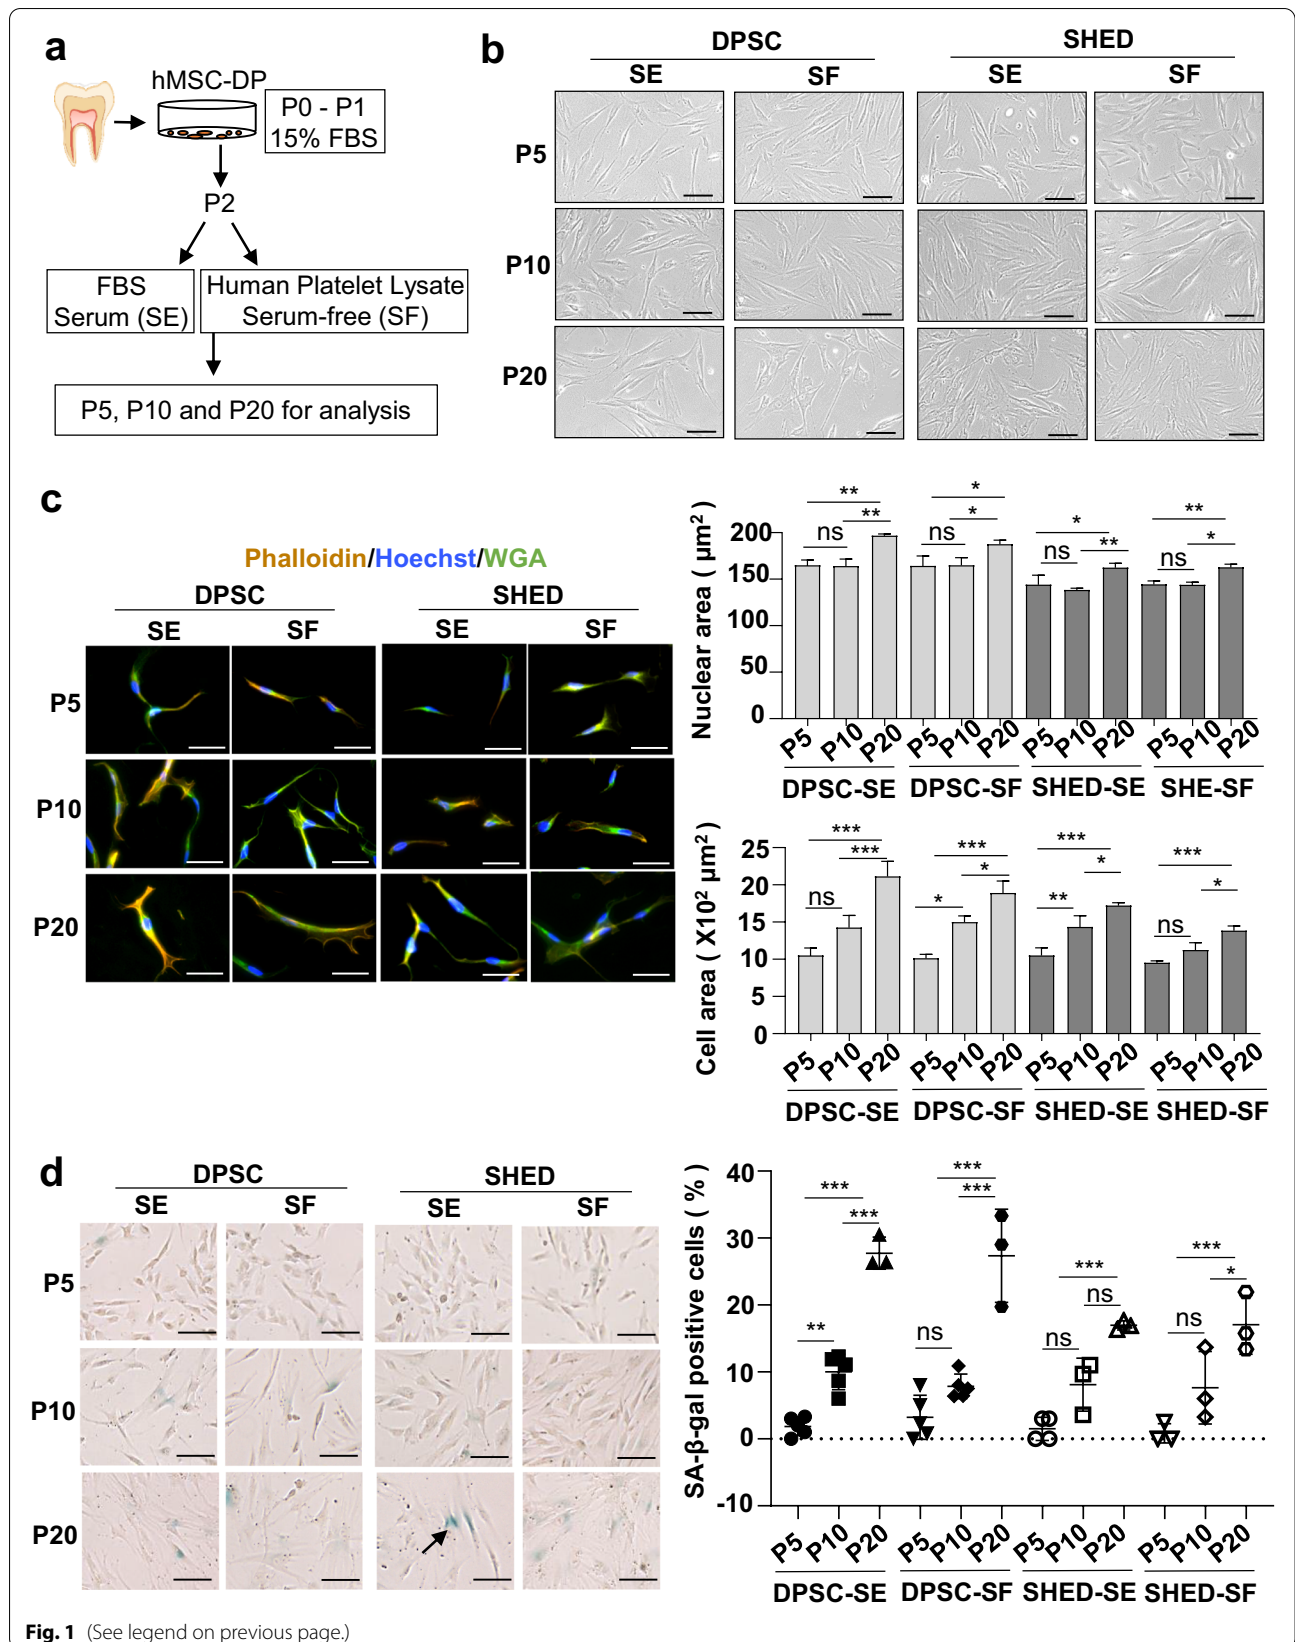 a
hMSC-DP
P0 - P1
15% FBS
P2
FBS
Serum (SE)
Human Platelet Lysate
Serum-free (SF)
P5, P10 and P20 for analysis
b
DPSC
SHED
SE
SF
SE
SF
P5
P10
P20
c
Phalloidin/Hoechst/WGA
DPSC
SHED
SE
SF
SE
SF
P5
P10
P20
Nuclear area ( µm²)
200
150
100
50
0
**
**
ns
*
*
ns
*
**
ns
**
*
ns
P5
P10
P20
P5
P10
P20
P5
P10
P20
P5
P10
P20
DPSC-SE
DPSC-SF
SHED-SE
SHE-SF
Cell area ( X10² µm²)
25
20
15
10
5
0
***
***
ns
***
*
*
***
*
**
***
*
ns
P5
P10
P20
P5
P10
P20
P5
P10
P20
P5
P10
P20
DPSC-SE
DPSC-SF
SHED-SE
SHED-SF
d
DPSC
SHED
SE
SF
SE
SF
P5
P10
P20
SA-β-gal positive cells ( % )
40
30
20
10
0
-10
***
***
**
***
***
ns
***
ns
ns
***
*
ns
P5
P10
P20
P5
P10
P20
P5
P10
P20
P5
P10
P20
DPSC-SE
DPSC-SF
SHED-SE
SHED-SF
Fig. 1 (See legend on previous page.)